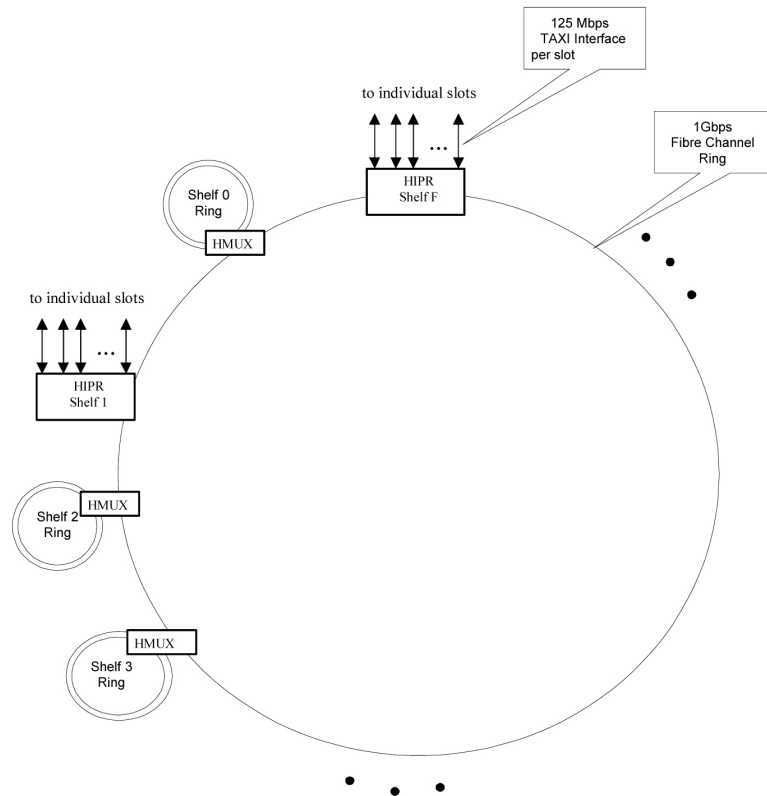 125 Mbps
TAXI Interface
per slot
to individual slots
...
1Gbps
Fibre Channel
Ring
HIPR
Shelf F
Shelf 0
Ring
HMUX
to individual slots
...
HIPR
Shelf 1
Shelf 2
Ring
HMUX
HMUX
Shelf 3
Ring